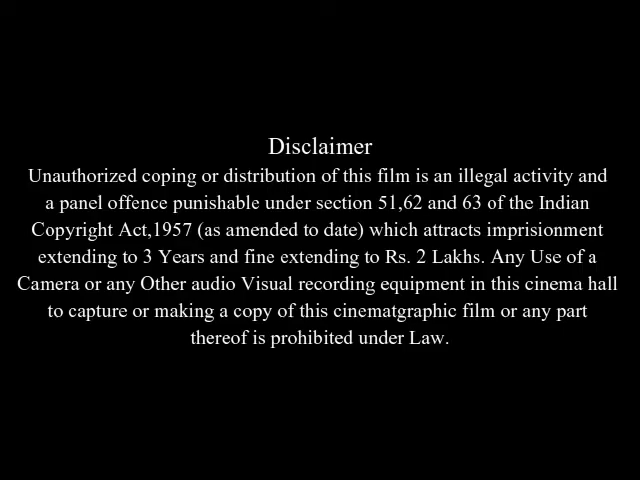 Disclaimer
Unauthorized coping or distribution of this film is an illegal activity and
a panel offence punishable under section 51,62 and 63 of the Indian
Copyright Act,1957 (as amended to date) which attracts imprisionment
extending to 3 Years and fine extending to Rs. 2 Lakhs. Any Use of a
Camera or any Other audio Visual recording equipment in this cinema hall
to capture or making a copy of this cinematgraphic film or any part
thereof is prohibited under Law.